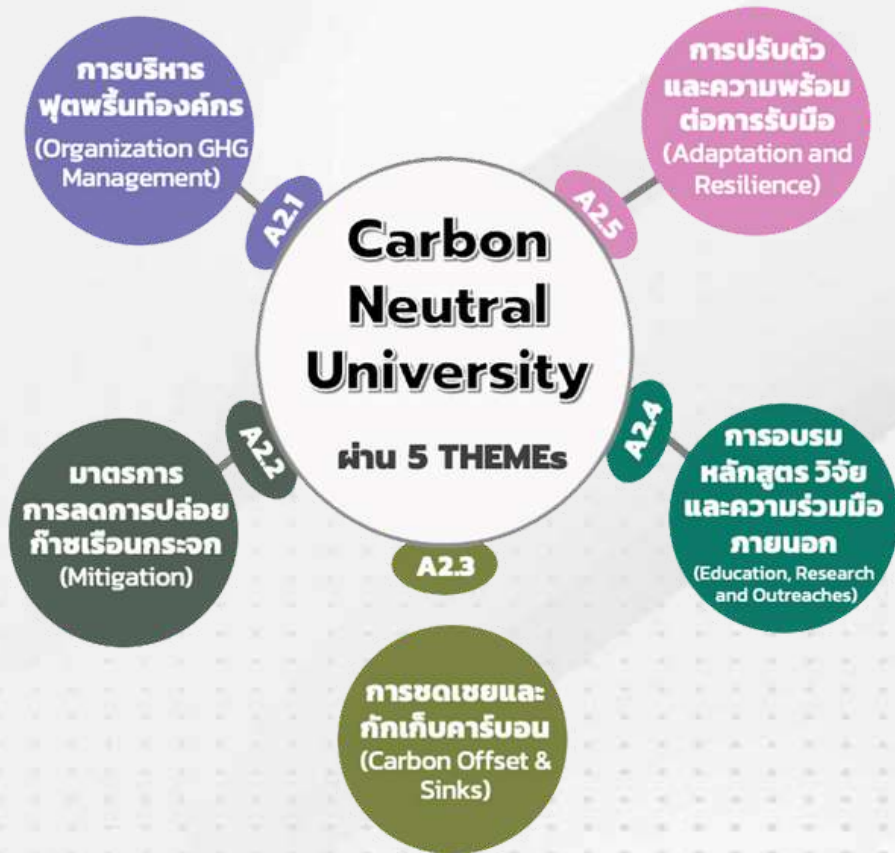 Carbon
Neutral
University
ผ่าน 5 THEMEs
A2.1
การบริหาร
ฟุตพริ้นท์องค์กร
(Organization GHG
Management)
A2.2
มาตรการ
การลดการปล่อย
ก๊าซเรือนกระจก
(Mitigation)
A2.3
การชดเชยและ
กักเก็บคาร์บอน
(Carbon Offset &
Sinks)
A2.4
การอบรม
หลักสูตร วิจัย
และความร่วมมือ
ภายนอก
(Education, Research
and Outreaches)
A2.5
การปรับตัว
และความพร้อม
ต่อการรับมือ
(Adaptation and
Resilience)